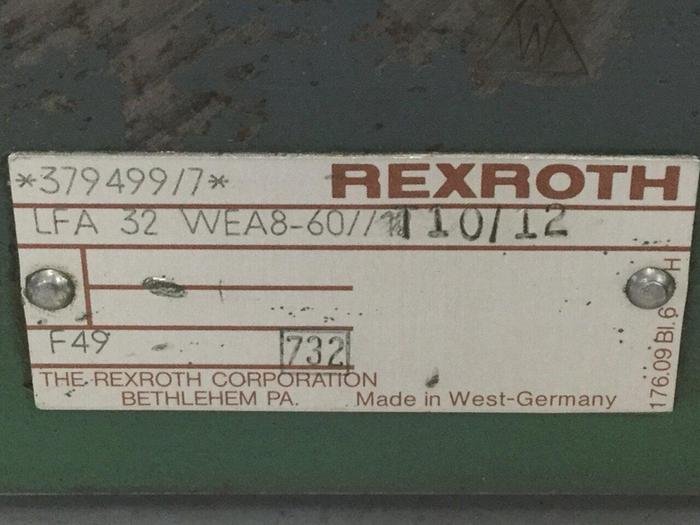 W
*379499/7* REXROTH
LFA 32 WEA8-60// T10/12
F49 732
THE REXROTH CORPORATION
BETHLEHEM PA. Made in West-Germany
176.09 Bl.6 H